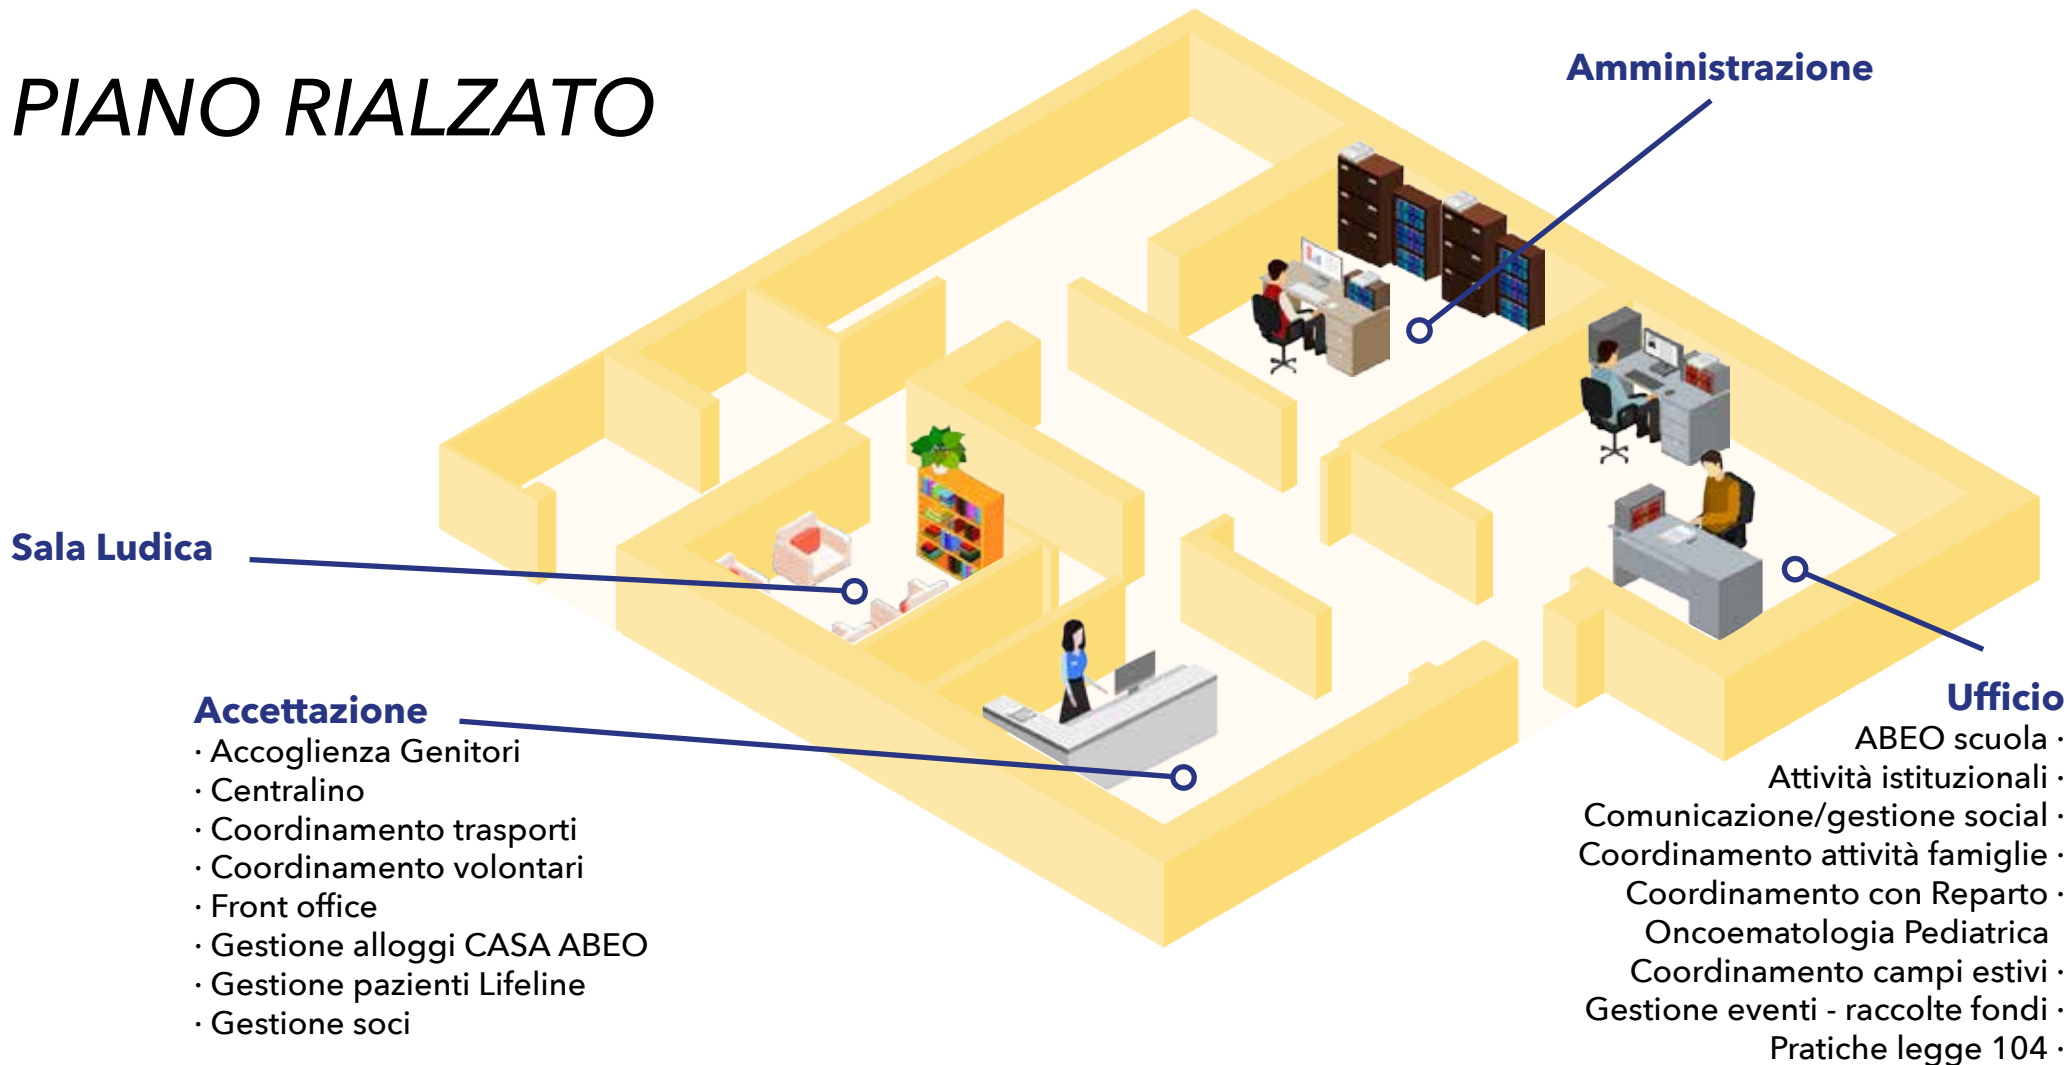 PIANO RIALZATO
Amministrazione
Sala Ludica
Accettazione
· Accoglienza Genitori
· Centralino
· Coordinamento trasporti
· Coordinamento volontari
· Front office
· Gestione alloggi CASA ABEO
· Gestione pazienti Lifeline
· Gestione soci
Ufficio
ABEO scuola ·
Attività istituzionali ·
Comunicazione/gestione social ·
Coordinamento attività famiglie ·
Coordinamento con Reparto ·
Oncoematologia Pediatrica
Coordinamento campi estivi ·
Gestione eventi - raccolte fondi ·
Pratiche legge 104 ·